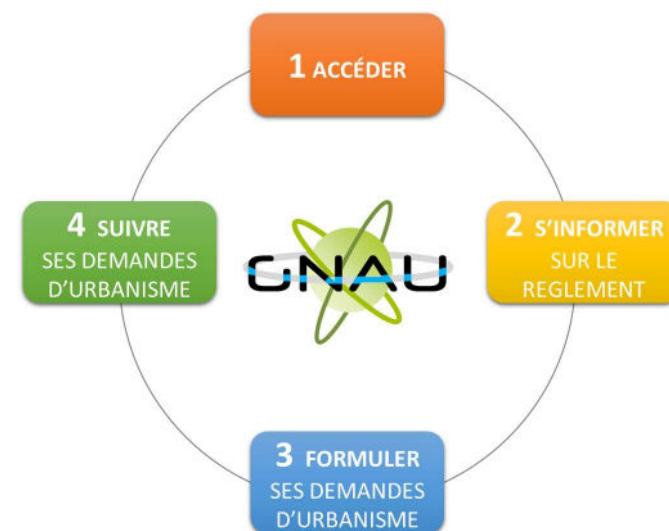 1 ACCÉDER
2 S'INFORMER
SUR LE
REGLEMENT
3 FORMULER
SES DEMANDES
D'URBANISME
4 SUIVRE
SES DEMANDES
D'URBANISME
GNAU